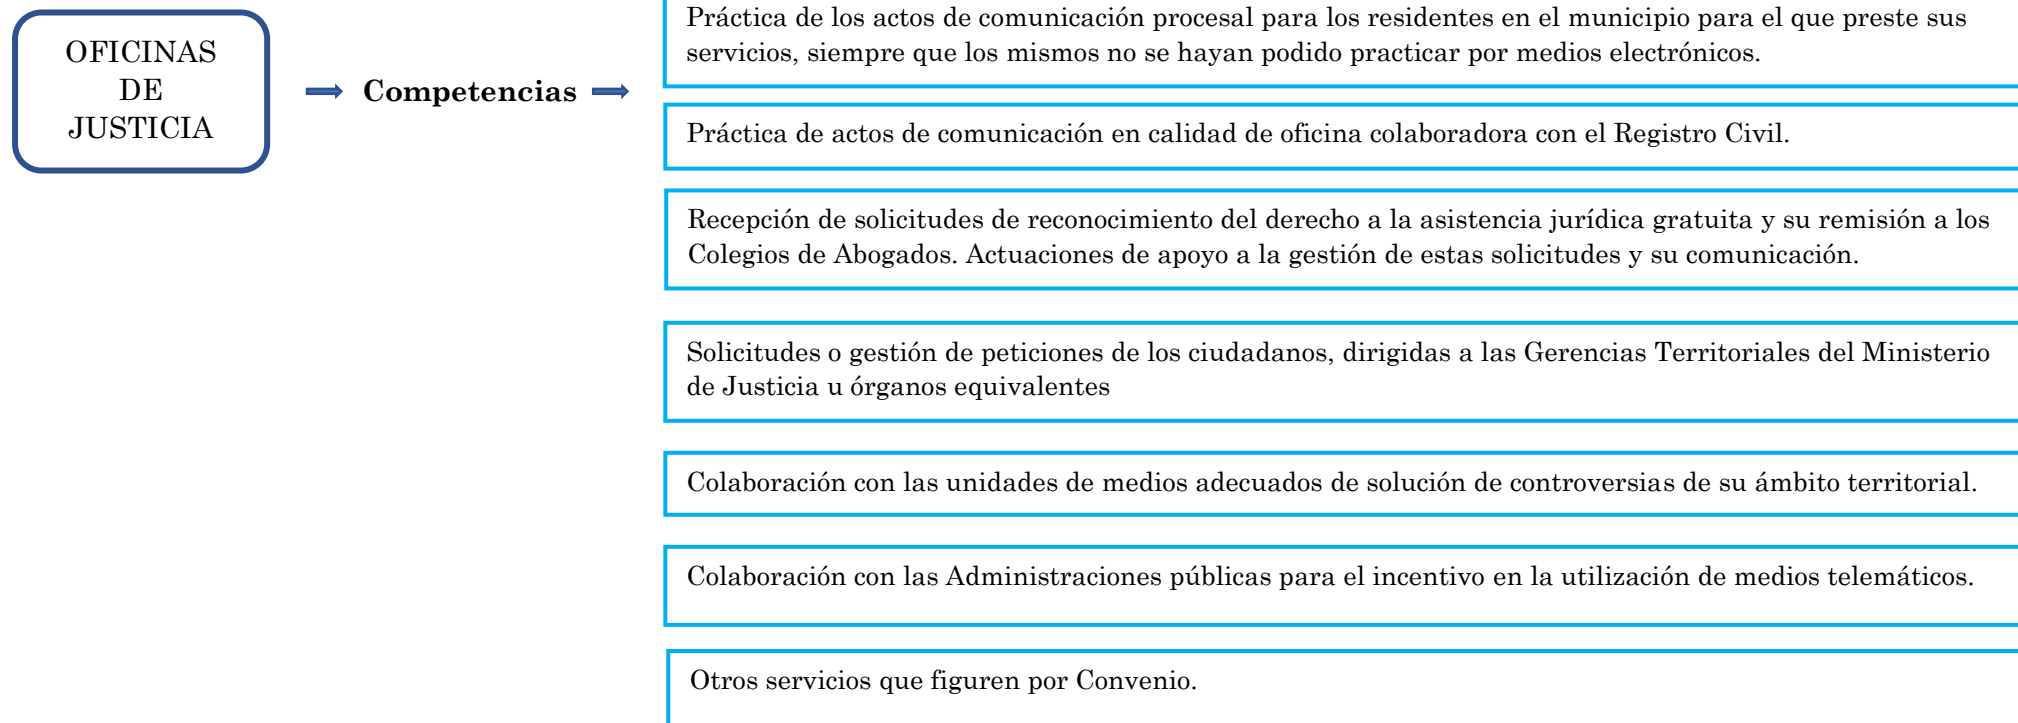 OFICINAS
DE
JUSTICIA
Competencias
Práctica de los actos de comunicación procesal para los residentes en el municipio para el que preste sus
servicios, siempre que los mismos no se hayan podido practicar por medios electrónicos.
Práctica de actos de comunicación en calidad de oficina colaboradora con el Registro Civil.
Recepción de solicitudes de reconocimiento del derecho a la asistencia jurídica gratuita y su remisión a los
Colegios de Abogados. Actuaciones de apoyo a la gestión de estas solicitudes y su comunicación.
Solicitudes o gestión de peticiones de los ciudadanos, dirigidas a las Gerencias Territoriales del Ministerio
de Justicia u órganos equivalentes
Colaboración con las unidades de medios adecuados de solución de controversias de su ámbito territorial.
Colaboración con las Administraciones públicas para el incentivo en la utilización de medios telemáticos.
Otros servicios que figuren por Convenio.